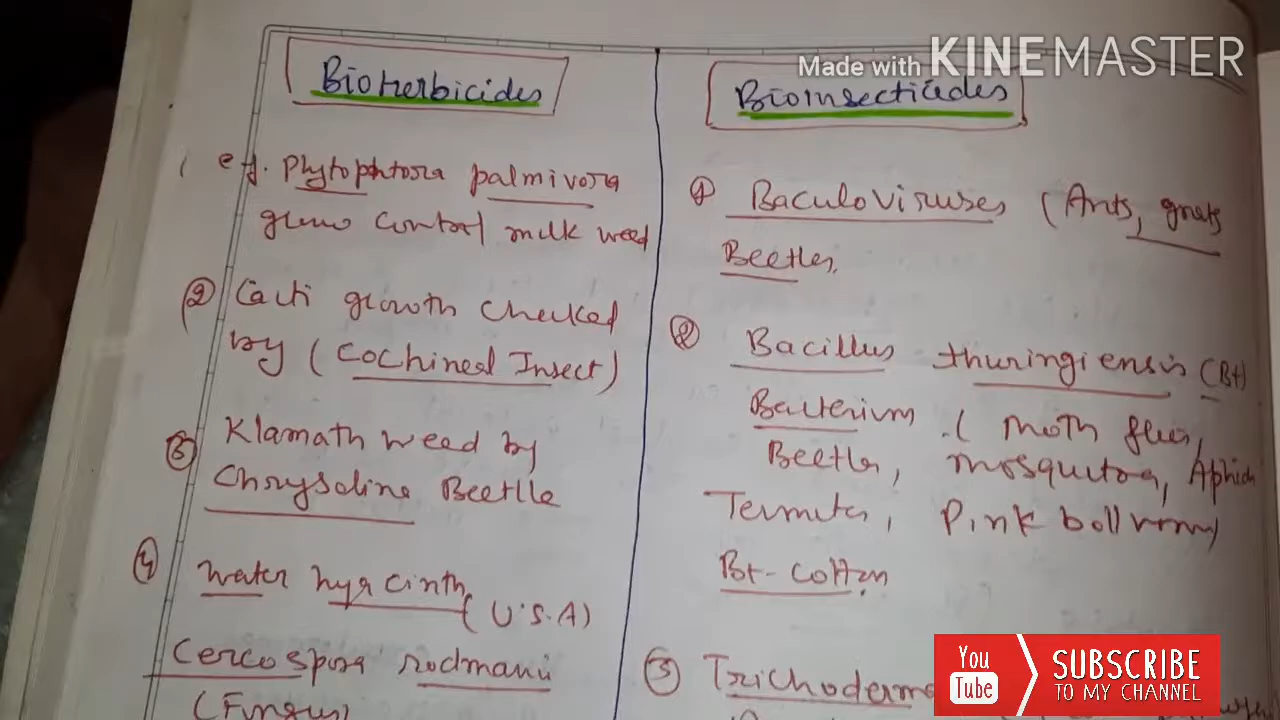 Made with KINEMASTER
Bioherbicides
1 eg. Phytophtora palmivora
control milk weed
② Cacti growth checked
by ( Cochineal Insect )
③ Klamath weed by
Chrysolina Beetle
④ water hyacinth
( U.S.A )
Cercospora rodmanii
( Fungus )
Bioinsecticides
① Baculoviruses ( Ants, gnats
Beetles.
② Bacillus thuringiensis (Bt)
Bacterium ( Moth flies,
Beetles, mosquitoes, Aphids
Termites, Pink bollworm )
Bt-cotton
③ Trichoderma
You
Tube
SUBSCRIBE
TO MY CHANNEL